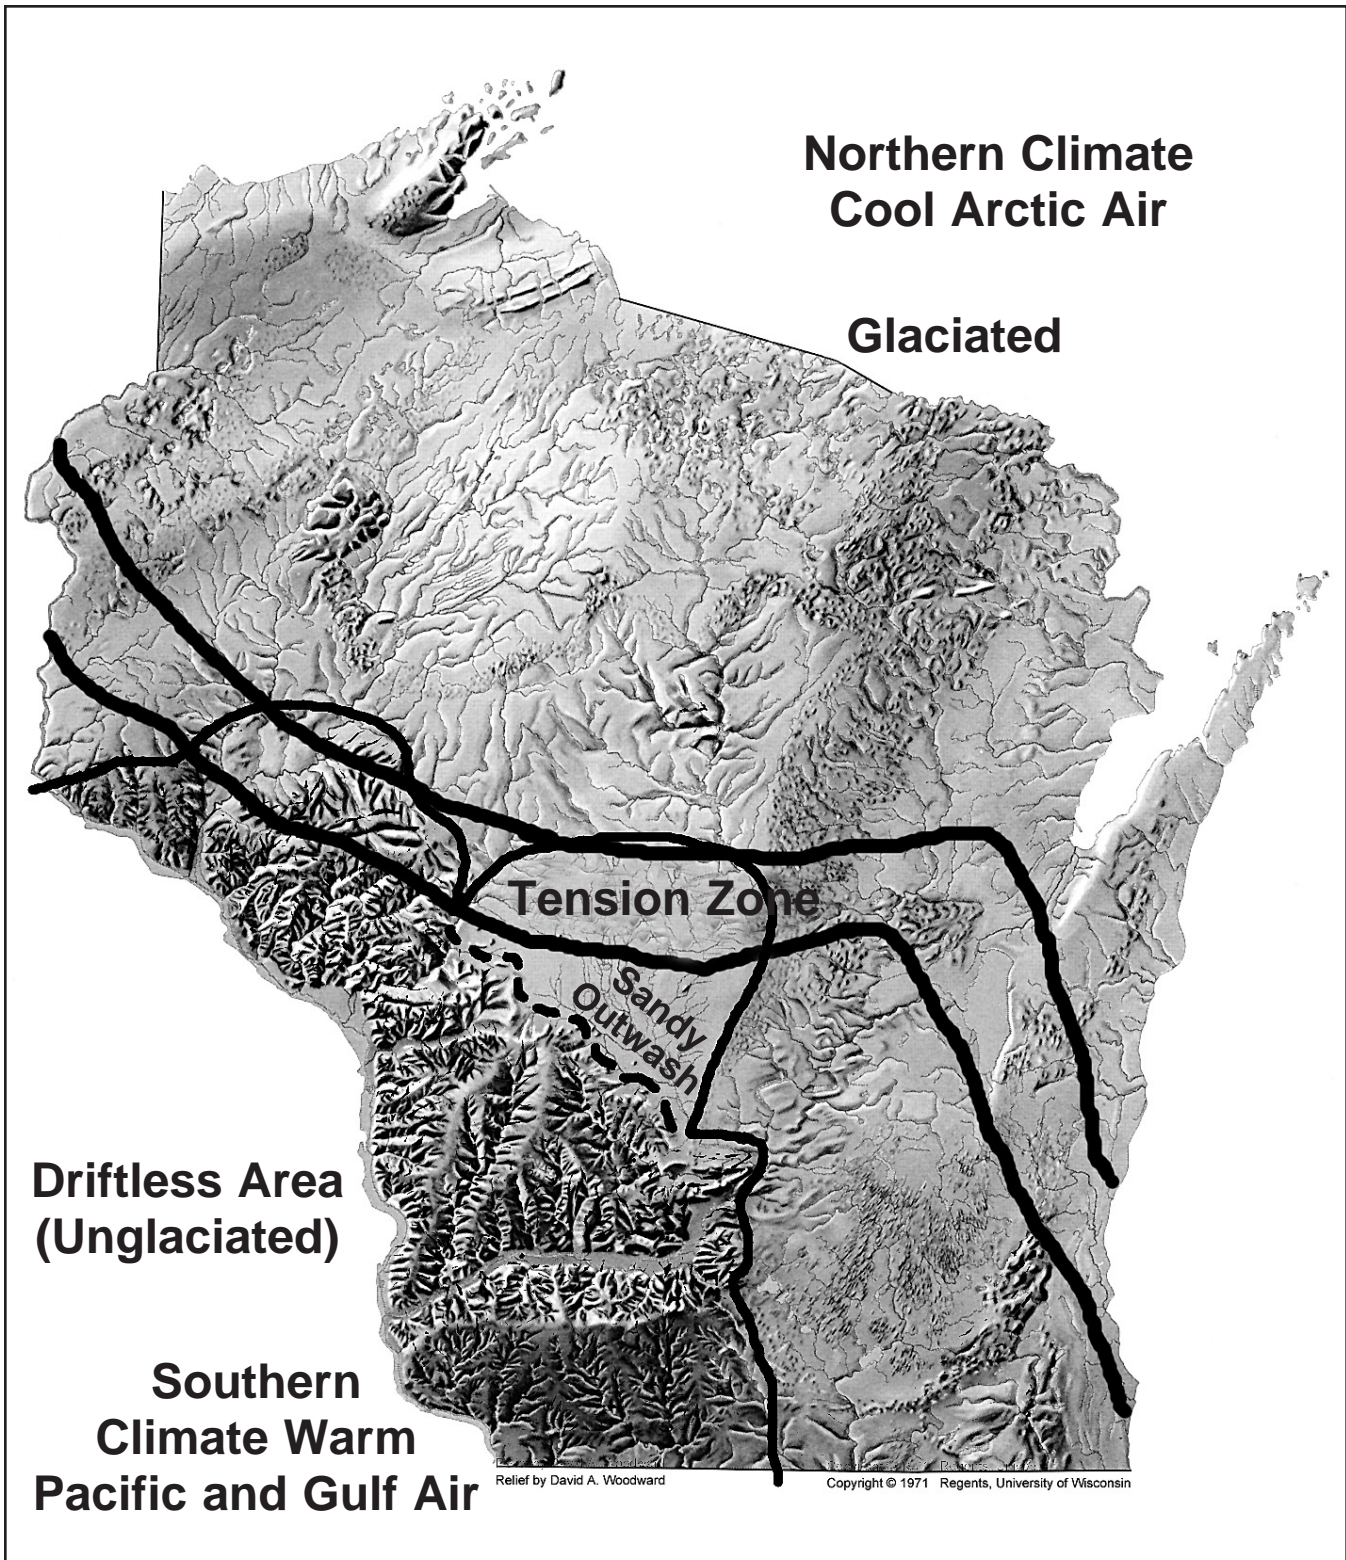 Northern Climate
Cool Arctic Air
Glaciated
Tension Zone
Sandy
Outwash
Driftless Area
(Unglaciated)
Southern
Climate Warm
Pacific and Gulf Air
Relief by David A. Woodward
Copyright © 1971 Regents, University of Wisconsin